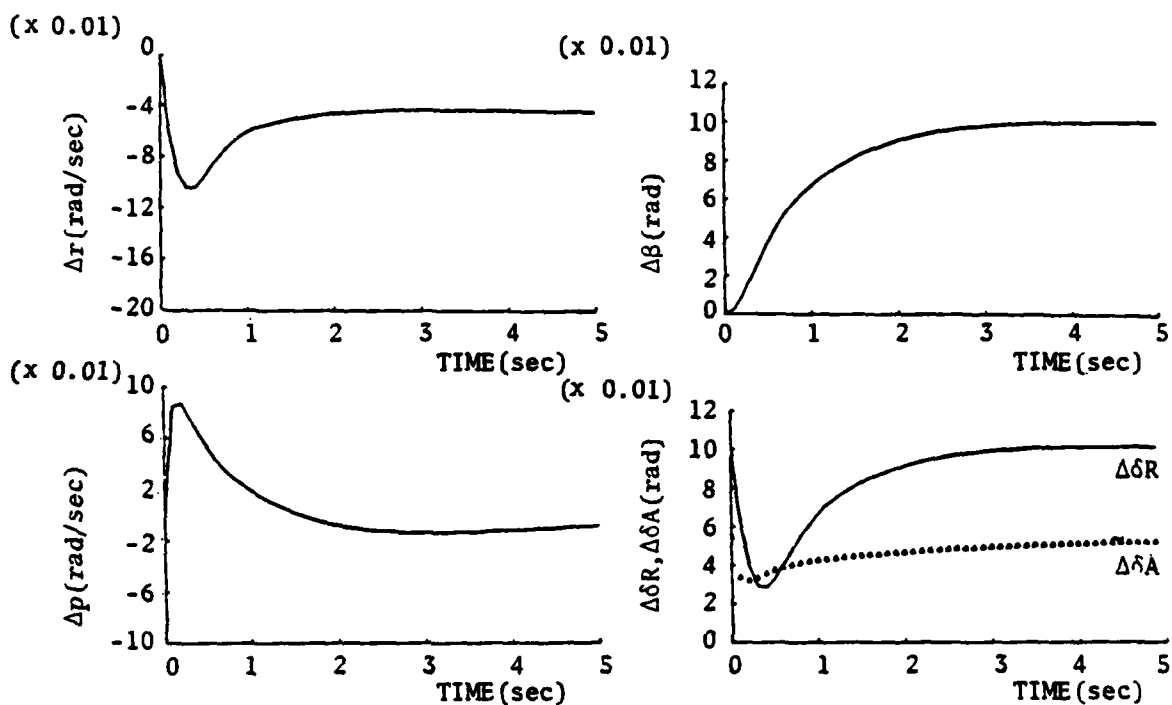 (x 0.01)
0
-4
-8
-12
-16
-20
Δr(rad/sec)
0 1 2 3 4 5
TIME(sec)
(x 0.01)
12
10
8
6
4
2
0
Δβ(rad)
0 1 2 3 4 5
TIME(sec)
(x 0.01)
10
6
2
-2
-6
-10
Δp(rad/sec)
0 1 2 3 4 5
TIME(sec)
(x 0.01)
12
10
8
6
4
2
0
ΔδR,ΔδA(rad)
ΔδR
ΔδA
0 1 2 3 4 5
TIME(sec)